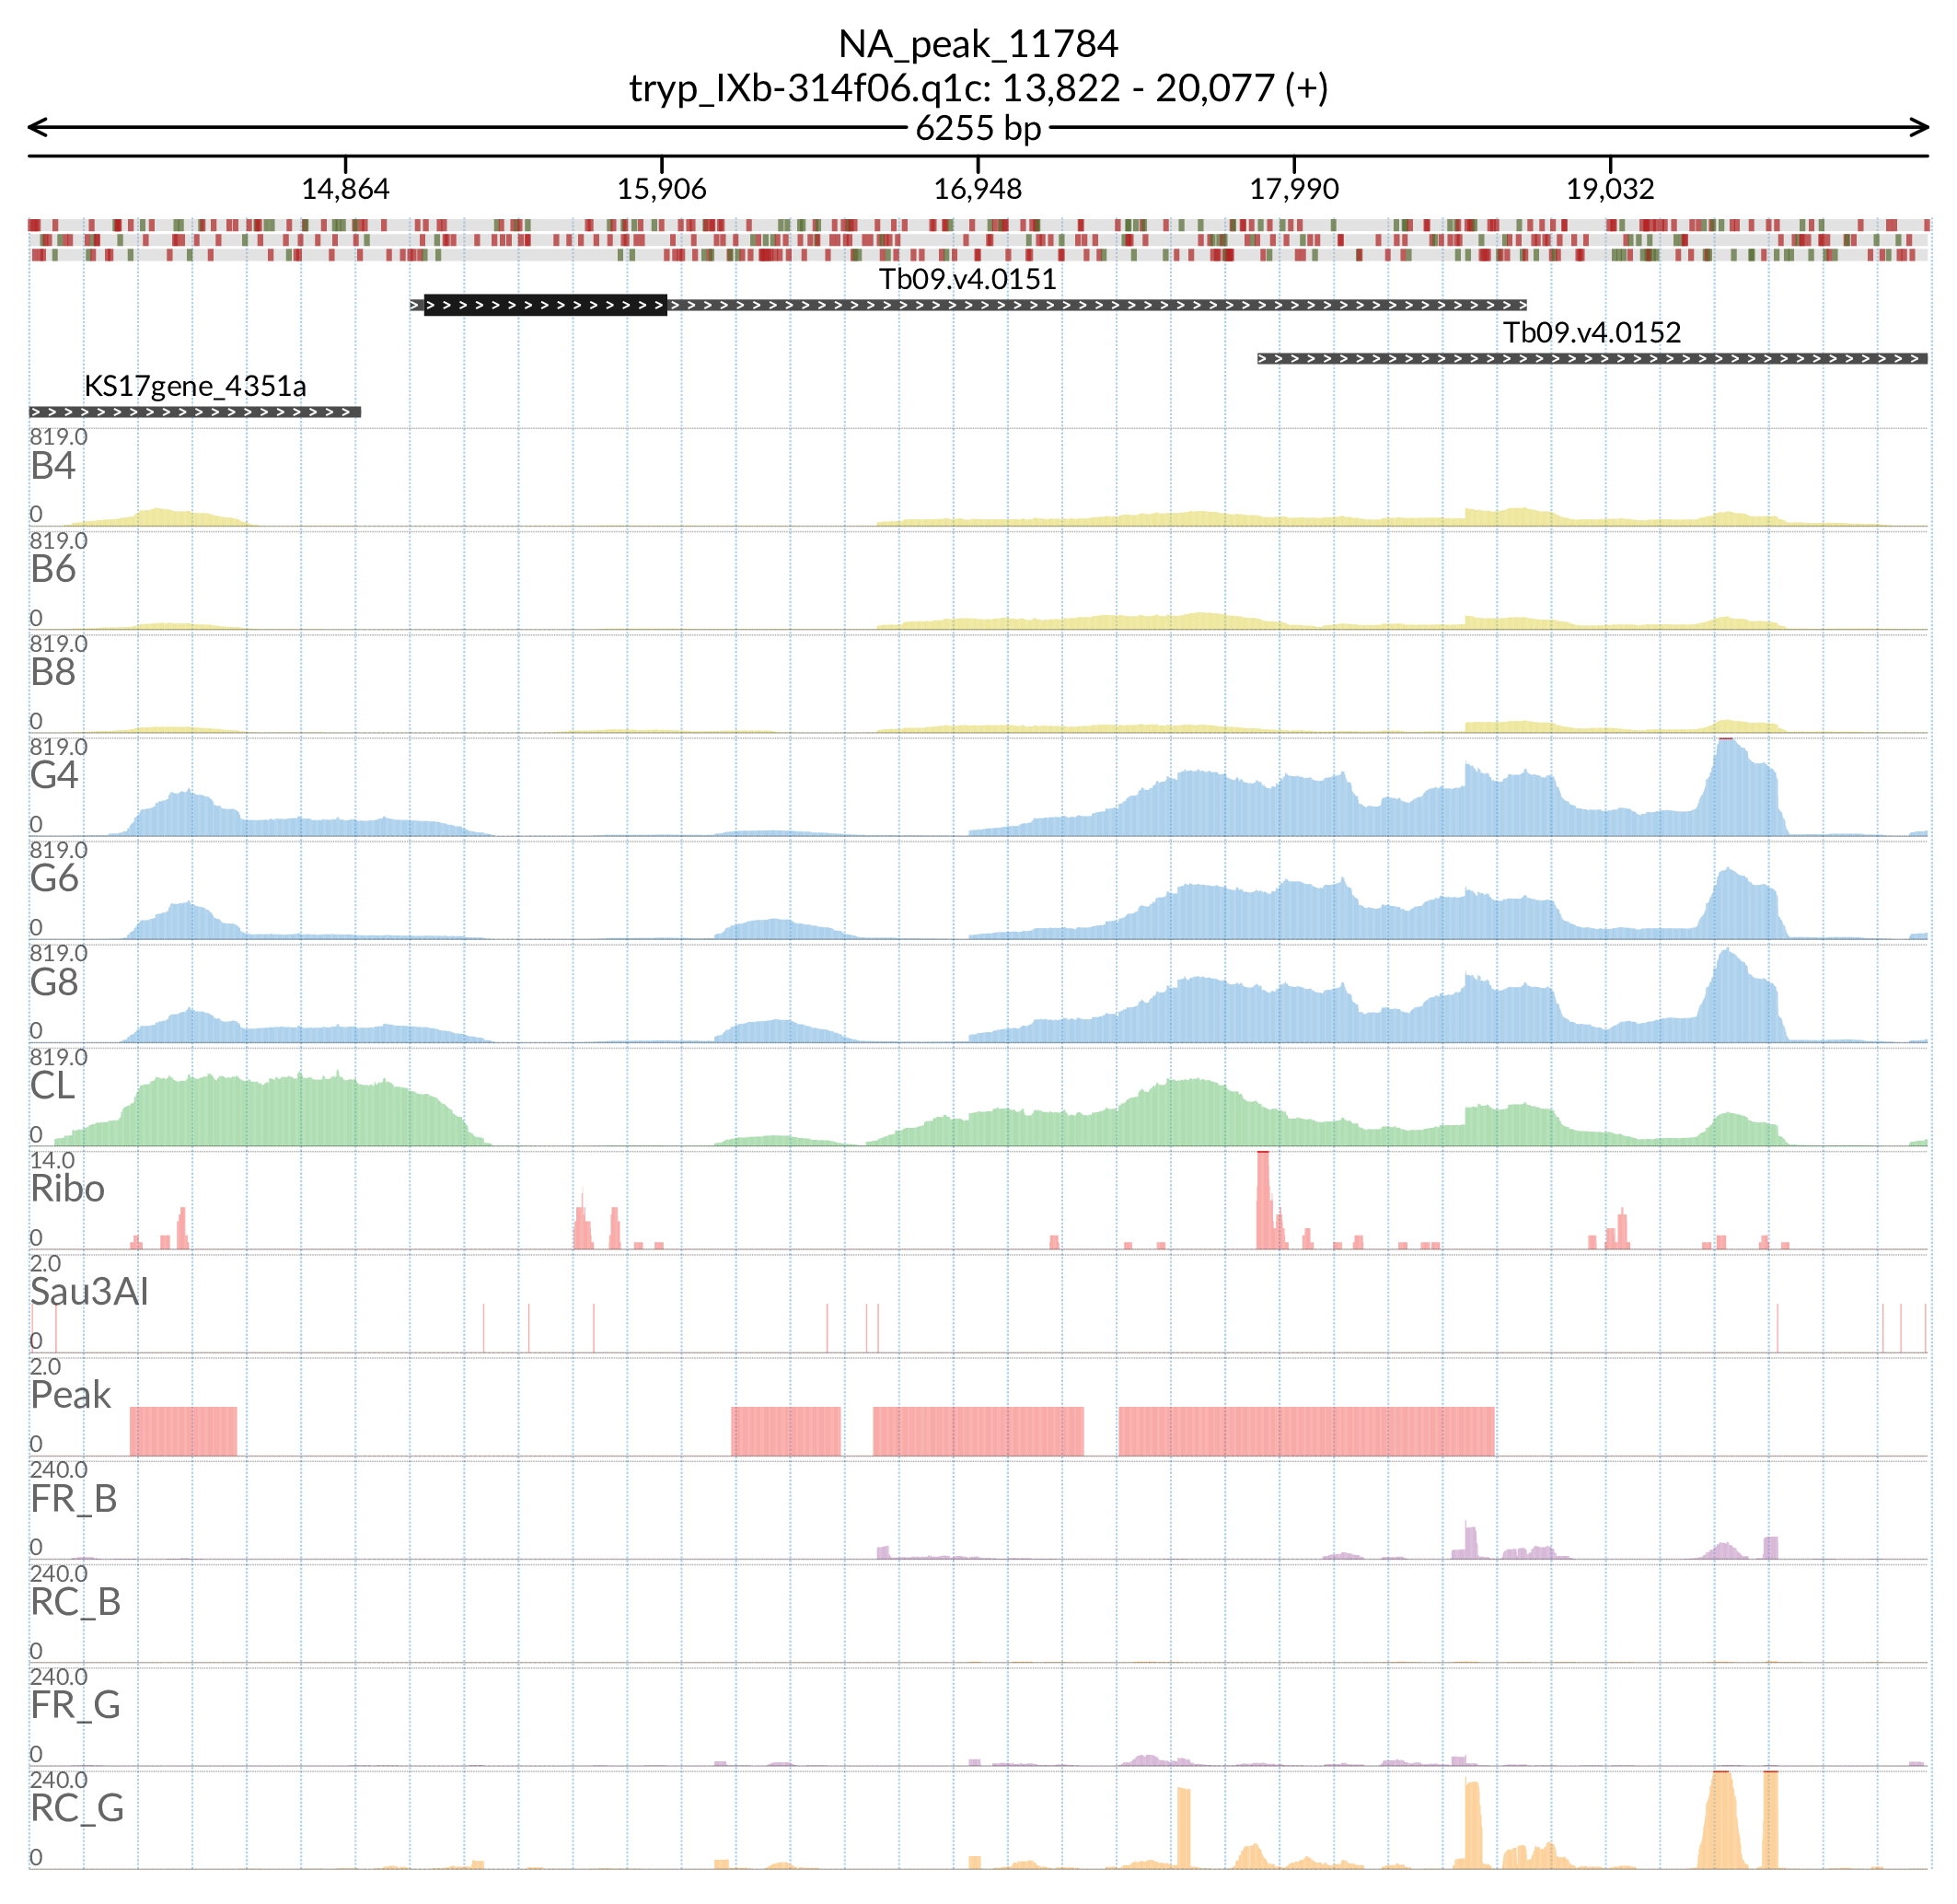 NA_peak_11784
tryp_IXb-314f06.q1c: 13,822 - 20,077 (+)
6255 bp
14,864 15,906 16,948 17,990 19,032
Tb09.v4.0151
Tb09.v4.0152
KS17gene_4351a
819.0
B4
0
819.0
B6
0
819.0
B8
0
819.0
G4
0
819.0
G6
0
819.0
G8
0
819.0
CL
0
14.0
Ribo
0
2.0
Sau3AI
0
2.0
Peak
0
240.0
FR_B
0
240.0
RC_B
0
240.0
FR_G
0
240.0
RC_G
0